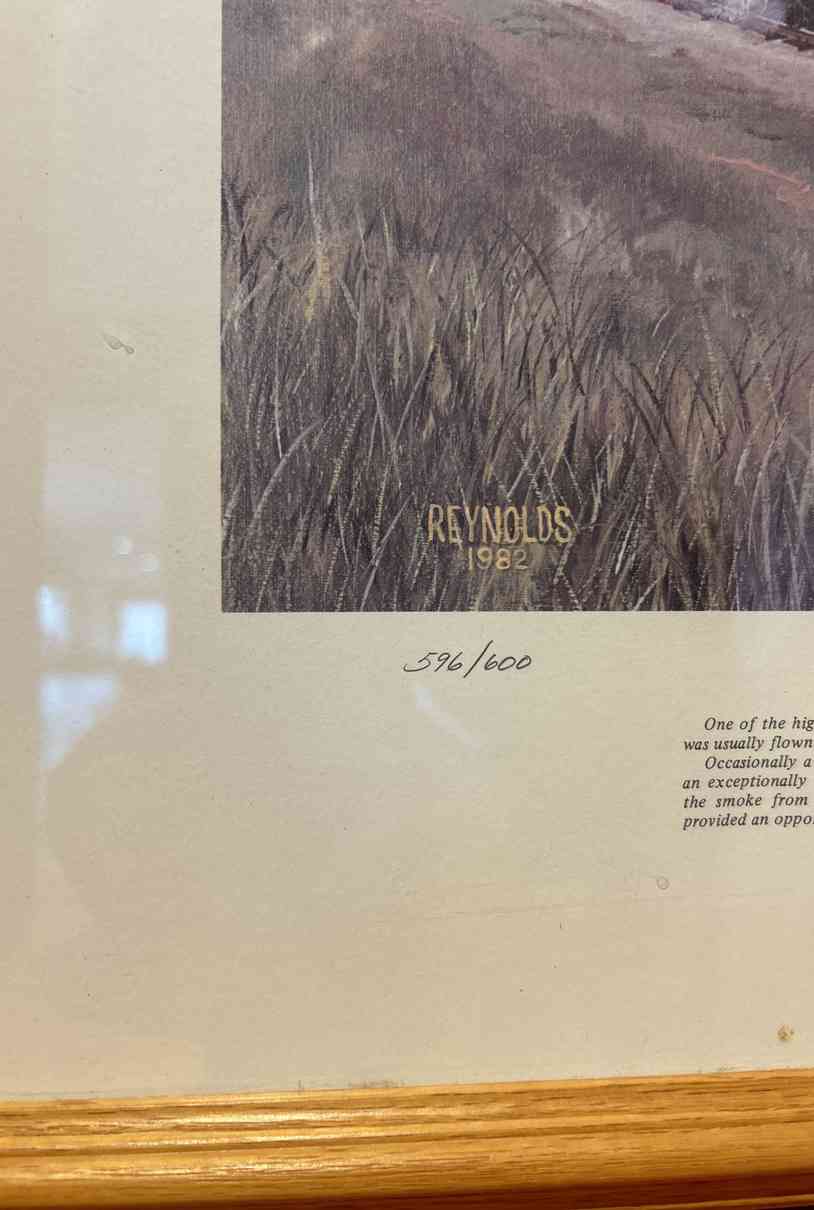 REYNOLDS
1982
596/600
One of the hig
was usually flown
Occasionally a
an exceptionally
the smoke from
provided an oppo